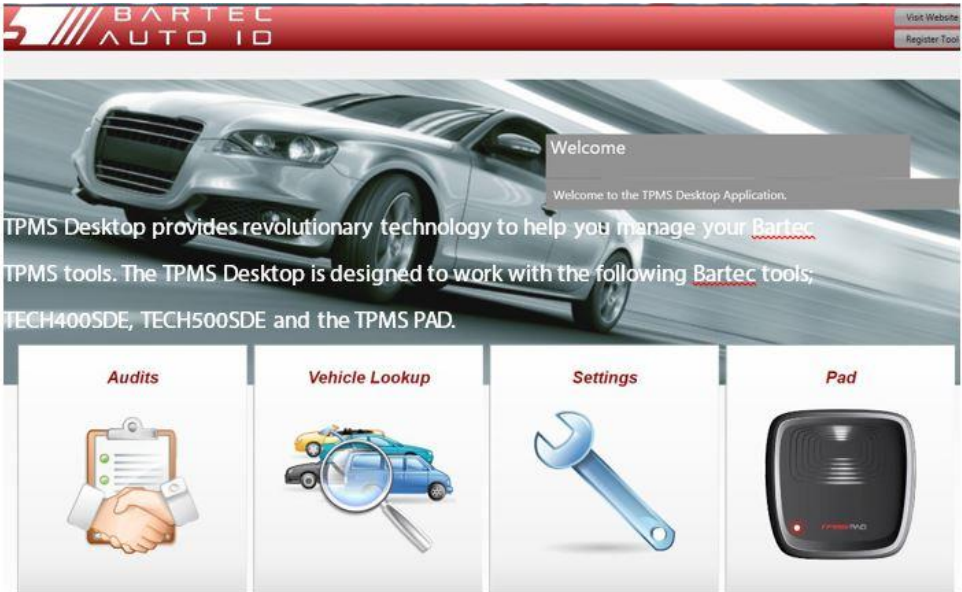 BARTEC
AUTO ID
Visit Website
Register Tool
Welcome
Welcome to the TPMS Desktop Application.
TPMS Desktop provides revolutionary technology to help you manage your Bartec
TPMS tools. The TPMS Desktop is designed to work with the following Bartec tools;
TECH400SDE, TECH500SDE and the TPMS PAD.
Audits
Vehicle Lookup
Settings
Pad
TPMS PAD